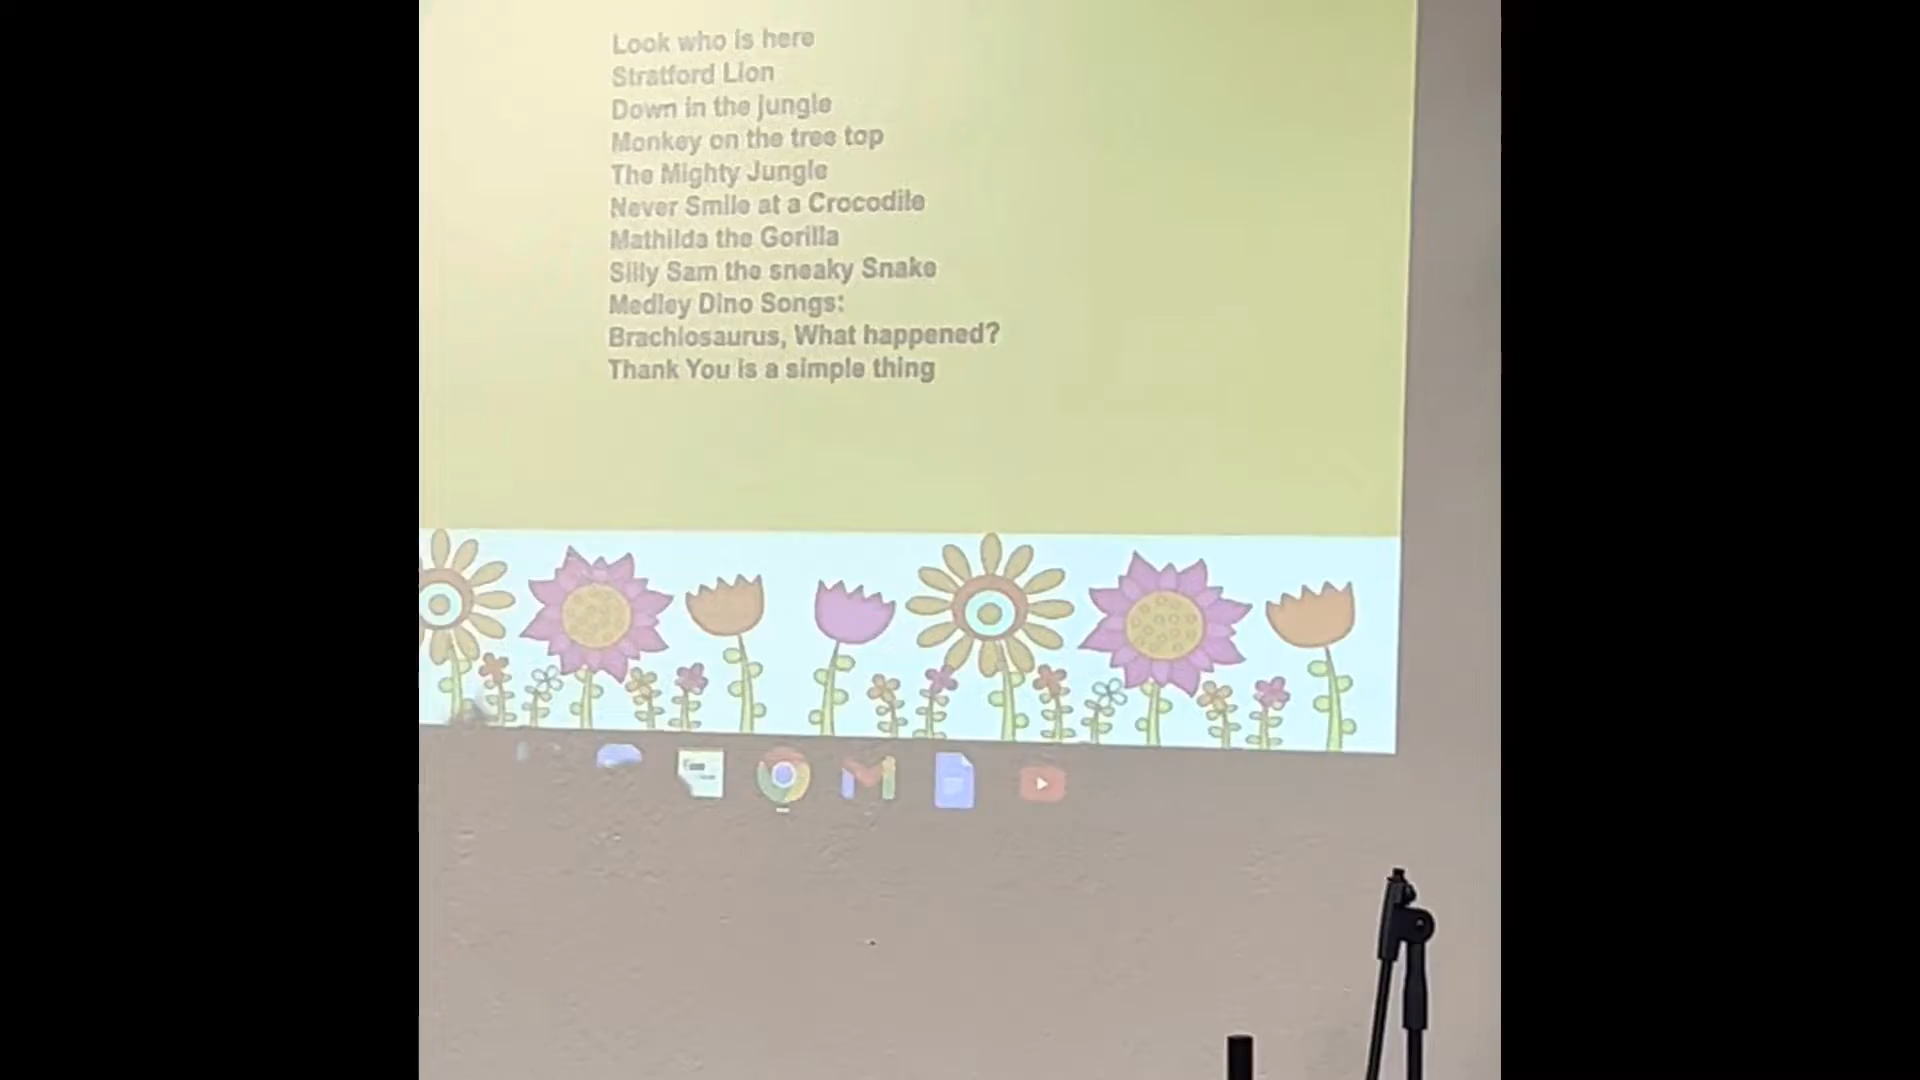 Look who is here
Stratford Lion
Down in the jungle
Monkey on the tree top
The Mighty Jungle
Never Smile at a Crocodile
Mathilda the Gorilla
Silly Sam the sneaky Snake
Medley Dino Songs:
Brachiosaurus, What happened?
Thank You is a simple thing